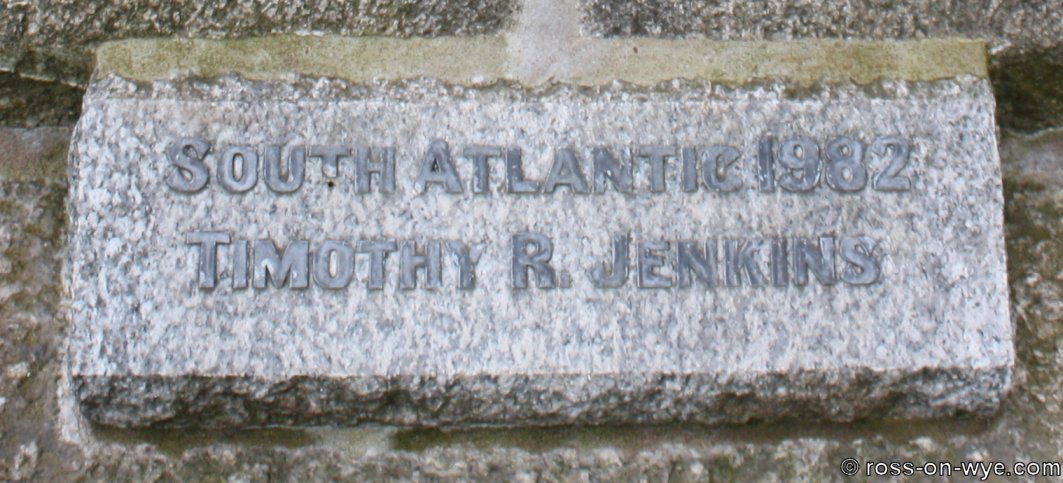 South Atlantic 1982
Timothy R. Jenkins
© ross-on-wye.com